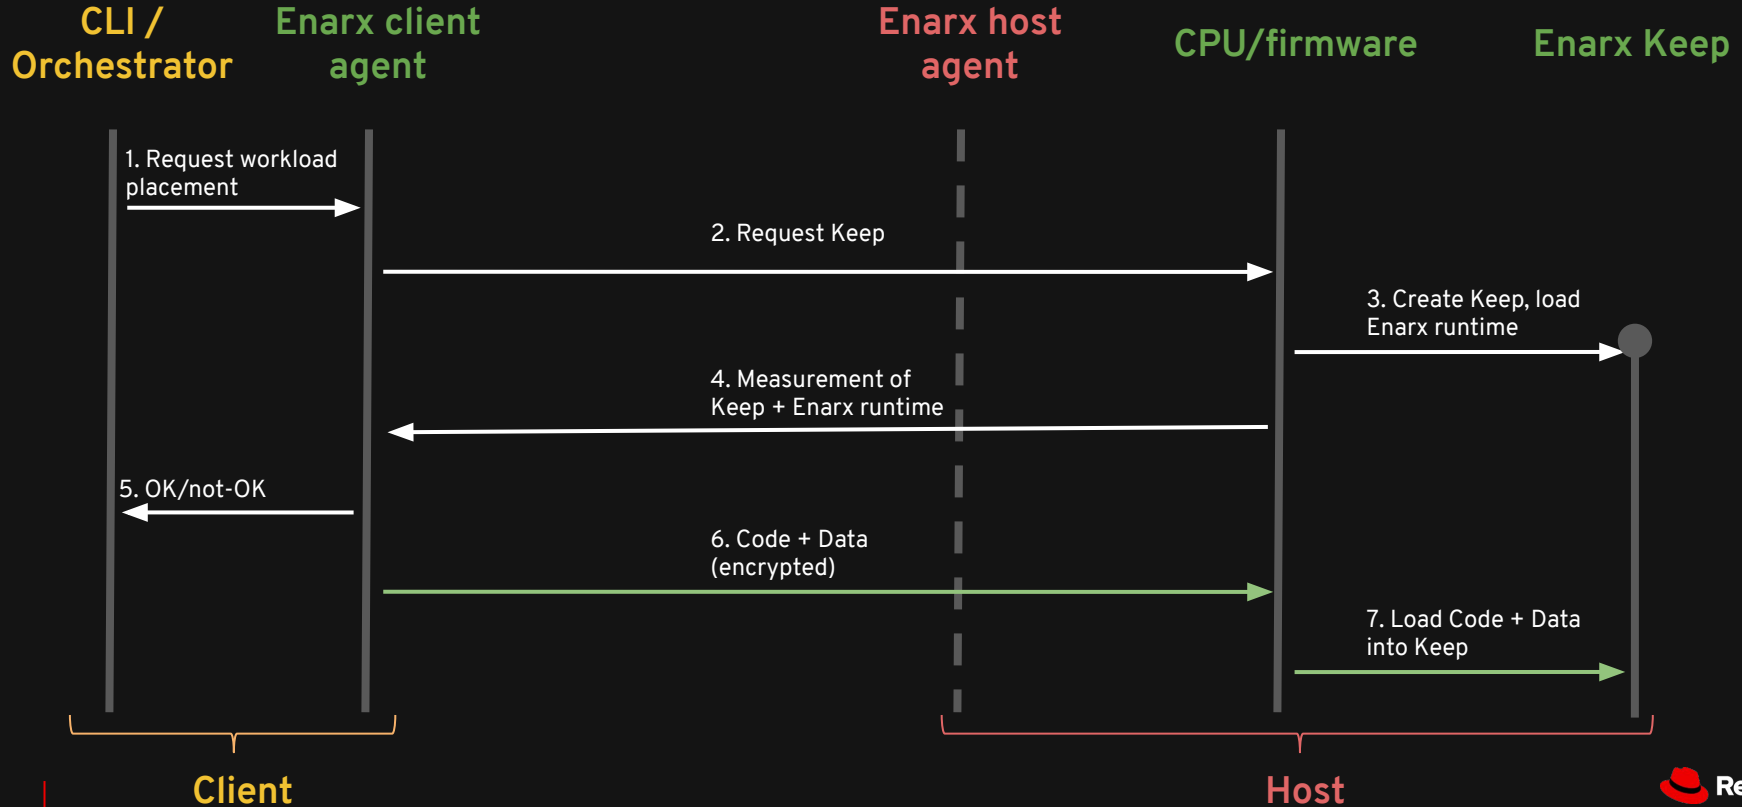 CLI /
Orchestrator
Enarx client
agent
Enarx host
agent
CPU/firmware
Enarx Keep
1. Request workload
placement
2. Request Keep
3. Create Keep, load
Enarx runtime
4. Measurement of
Keep + Enarx runtime
5. OK/not-OK
6. Code + Data
(encrypted)
7. Load Code + Data
into Keep
Client
Host